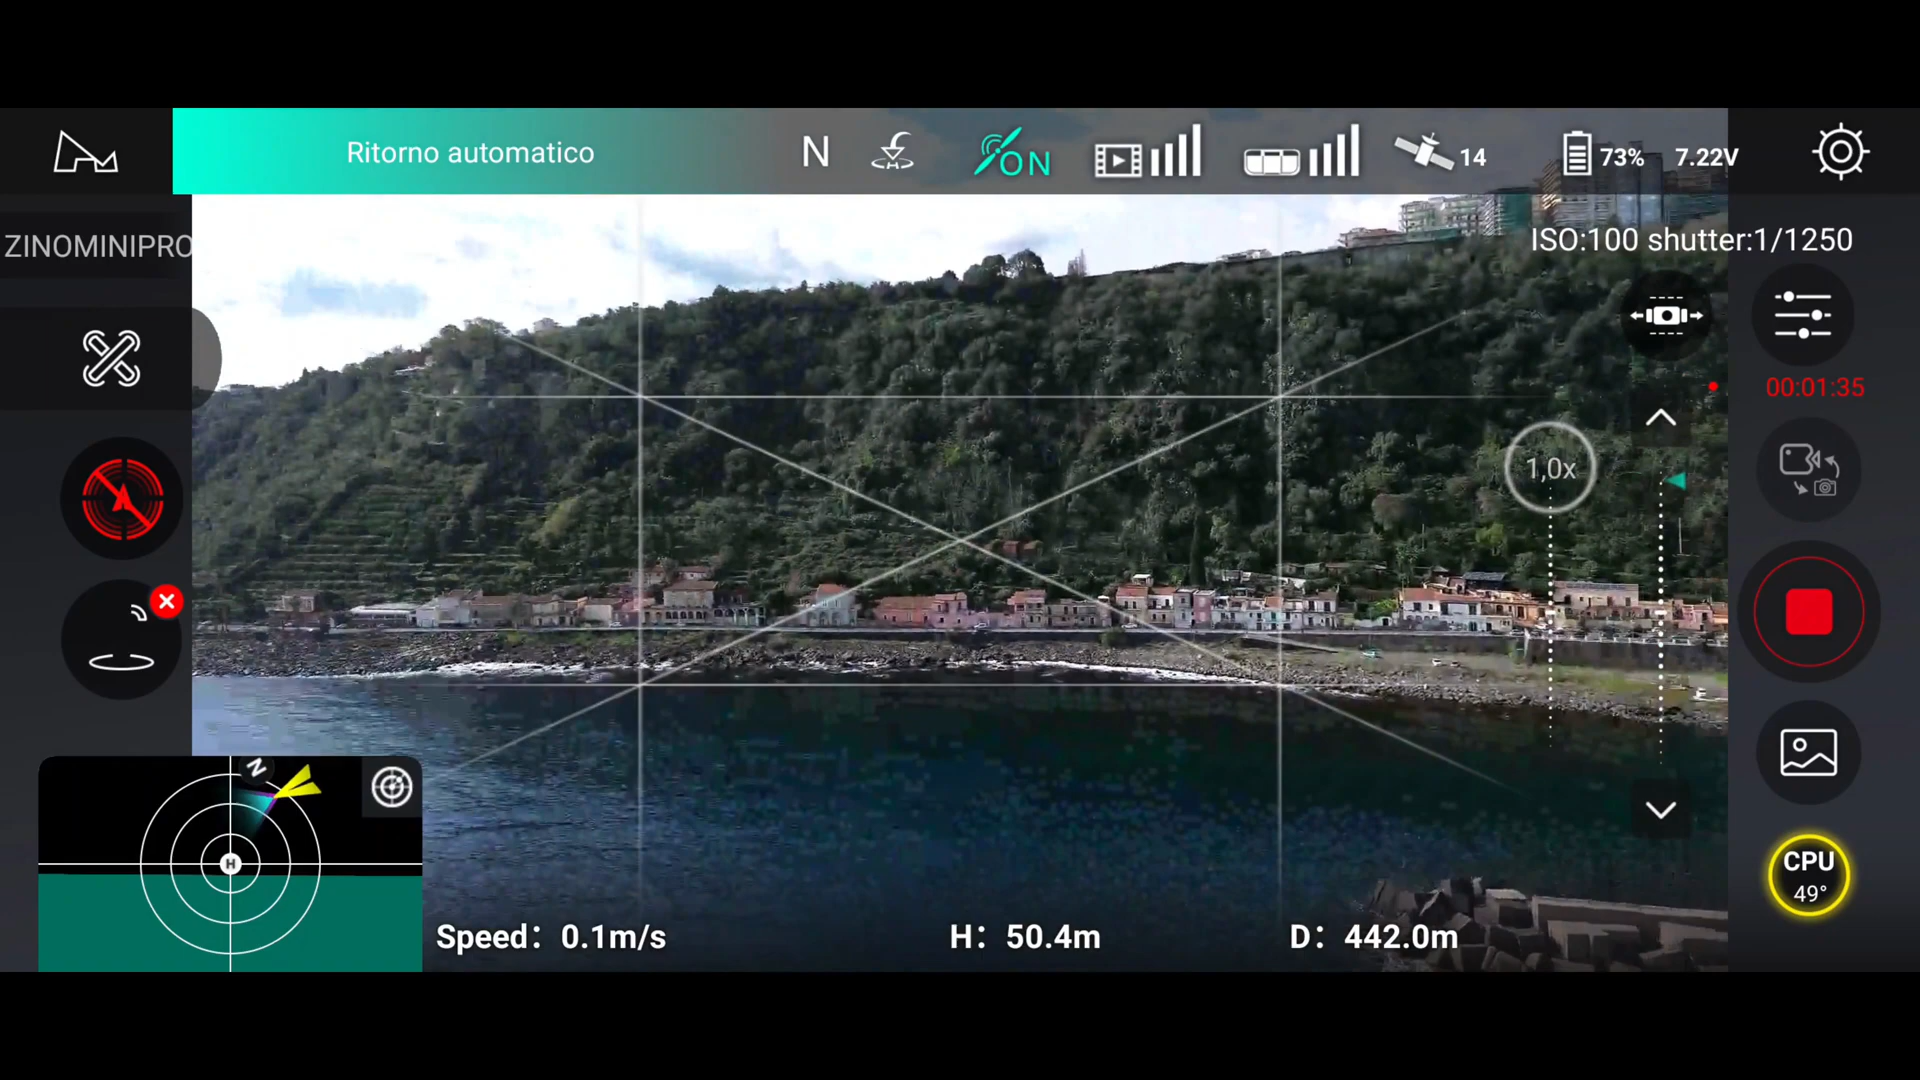 Ritorno automatico
N
ON
14
73%
7.22V
ZINOMINIPRO
ISO:100 shutter:1/1250
00:01:35
1,0x
N
H
CPU
49°
Speed: 0.1m/s
H: 50.4m
D: 442.0m